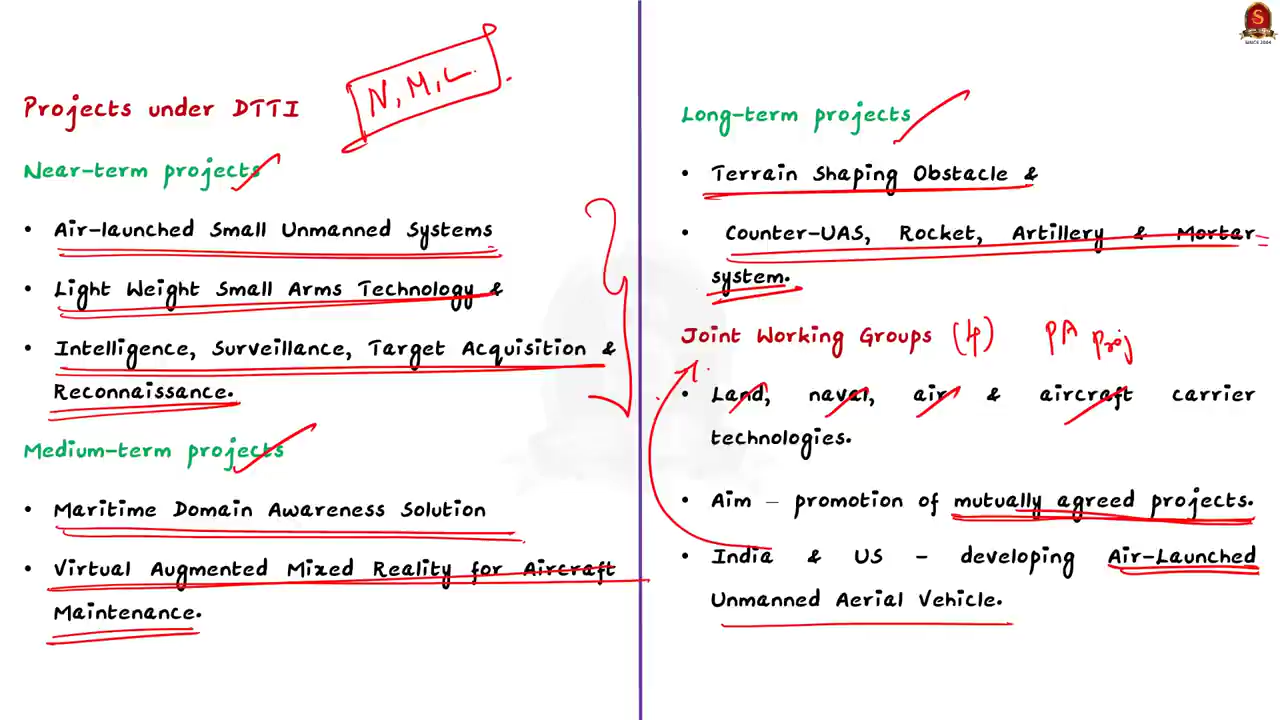 Projects under DTTI
N, M, L
Near-term projects
• Air-launched Small Unmanned Systems
• Light Weight Small Arms Technology &
• Intelligence, Surveillance, Target Acquisition &
Reconnaissance.
Medium-term projects
• Maritime Domain Awareness Solution
• Virtual Augmented Mixed Reality for Aircraft
Maintenance.
Long-term projects
• Terrain Shaping Obstacle &
• Counter-UAS, Rocket, Artillery & Mortar
system.
Joint Working Groups (4) PA Proj
• Land, naval, air & aircraft carrier
technologies.
• Aim – promotion of mutually agreed projects.
• India & US - developing Air-Launched
Unmanned Aerial Vehicle.
S